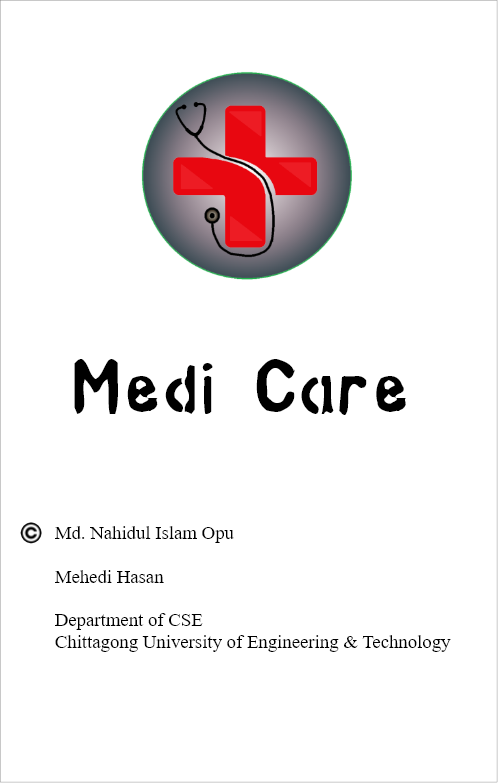 Medi Care
© Md. Nahidul Islam Opu
Mehedi Hasan
Department of CSE
Chittagong University of Engineering & Technology